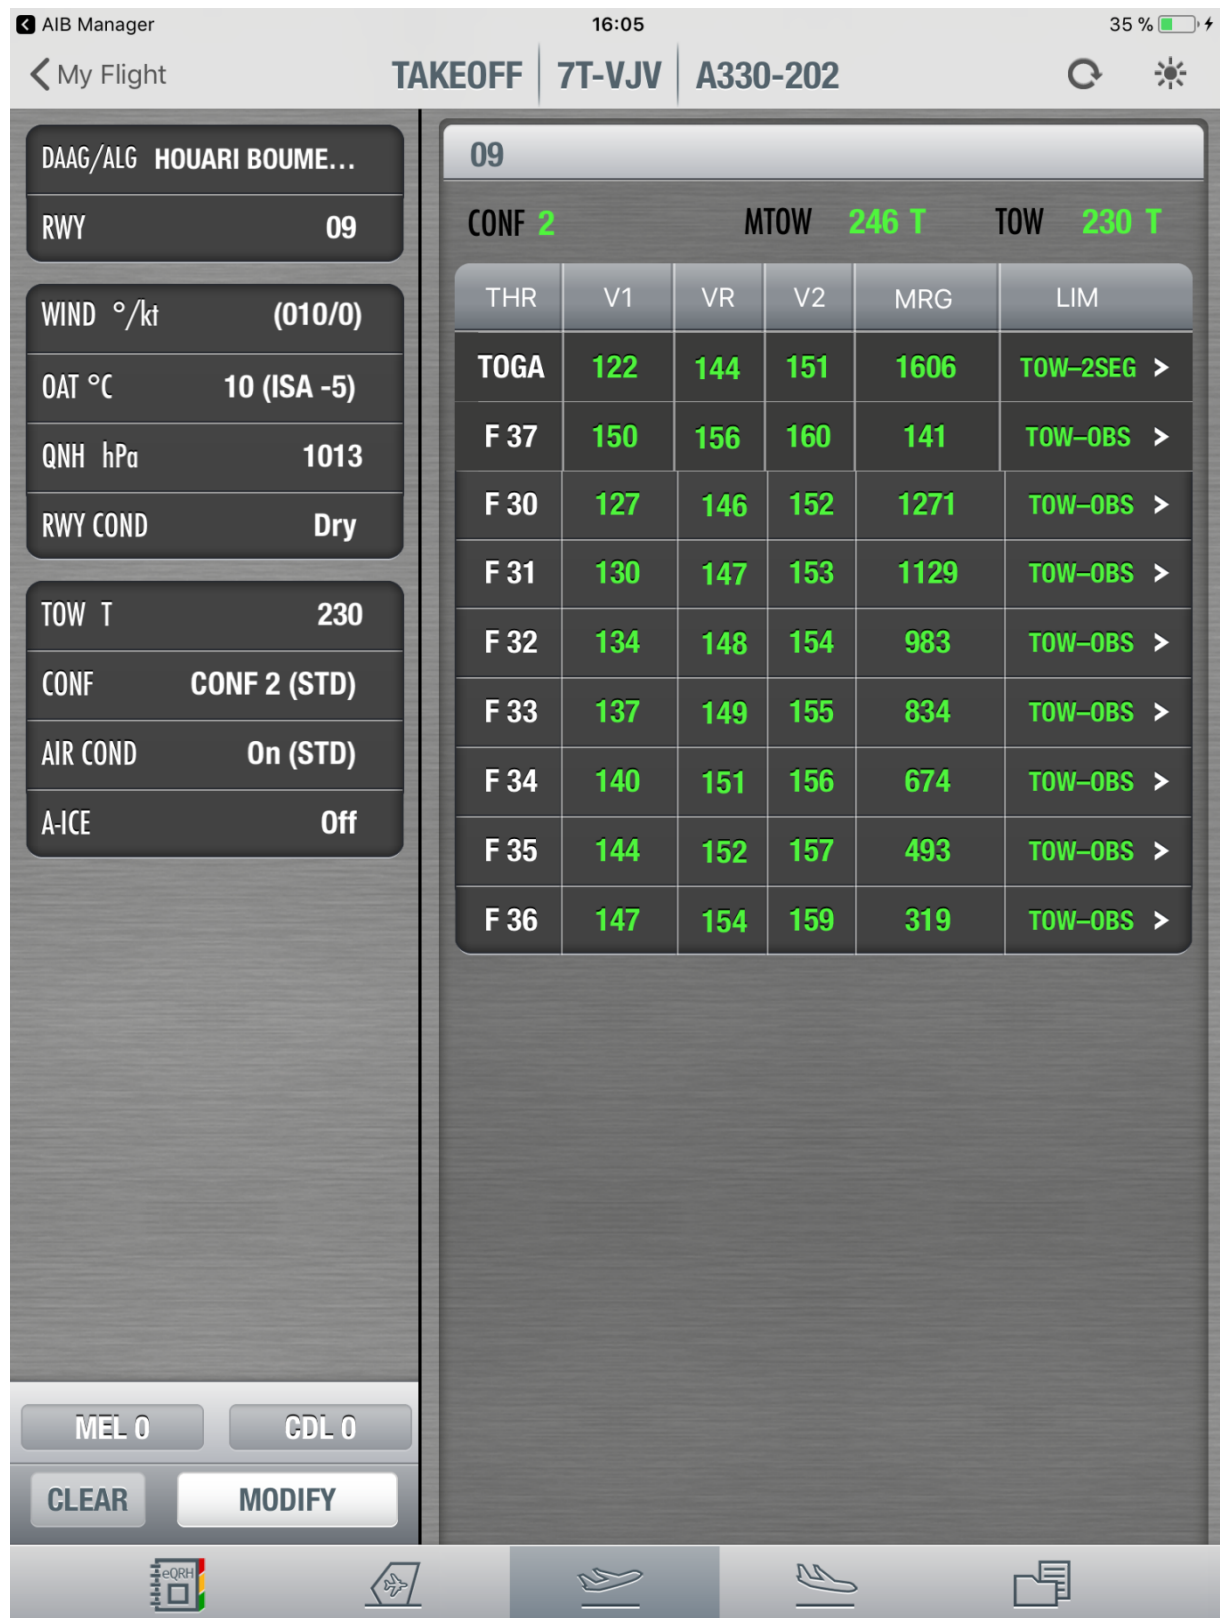 AIB Manager 16:05 35 %
My Flight TAKEOFF 7T-VJV A330-202
DAAG/ALG HOUARI BOUME...
RWY 09
WIND °/kt (010/0)
OAT °C 10 (ISA -5)
QNH hPa 1013
RWY COND Dry
TOW T 230
CONF CONF 2 (STD)
AIR COND On (STD)
A-ICE Off
MEL 0 CDL 0
CLEAR MODIFY
09
CONF 2 MTOW 246 T TOW 230 T
THR V1 VR V2 MRG LIM
TOGA 122 144 151 1606 TOW–2SEG >
F 37 150 156 160 141 TOW–OBS >
F 30 127 146 152 1271 TOW–OBS >
F 31 130 147 153 1129 TOW–OBS >
F 32 134 148 154 983 TOW–OBS >
F 33 137 149 155 834 TOW–OBS >
F 34 140 151 156 674 TOW–OBS >
F 35 144 152 157 493 TOW–OBS >
F 36 147 154 159 319 TOW–OBS >
eQRH